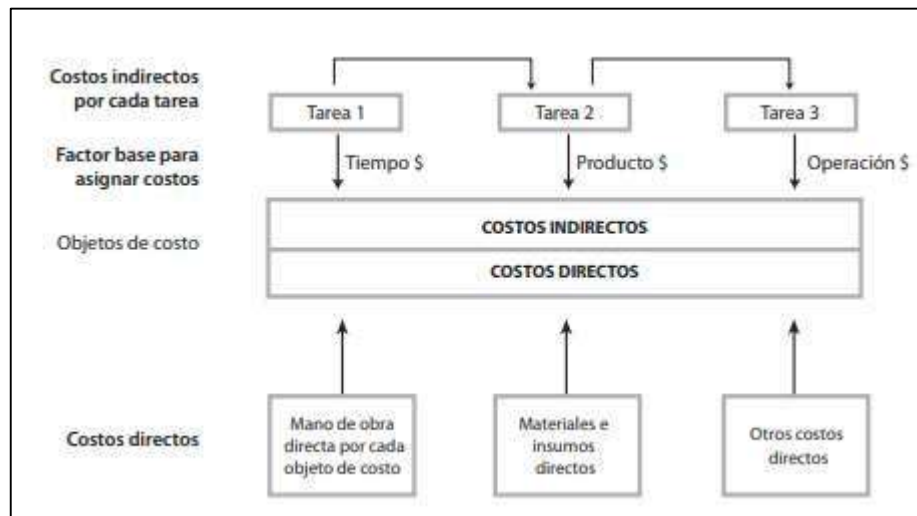 Costos indirectos
por cada tarea
Tarea 1
Tarea 2
Tarea 3
Factor base para
asignar costos
Tiempo $
Producto $
Operación $
Objetos de costo
COSTOS INDIRECTOS
COSTOS DIRECTOS
Costos directos
Mano de obra
directa por cada
objeto de costo
Materiales e
insumos
directos
Otros costos
directos